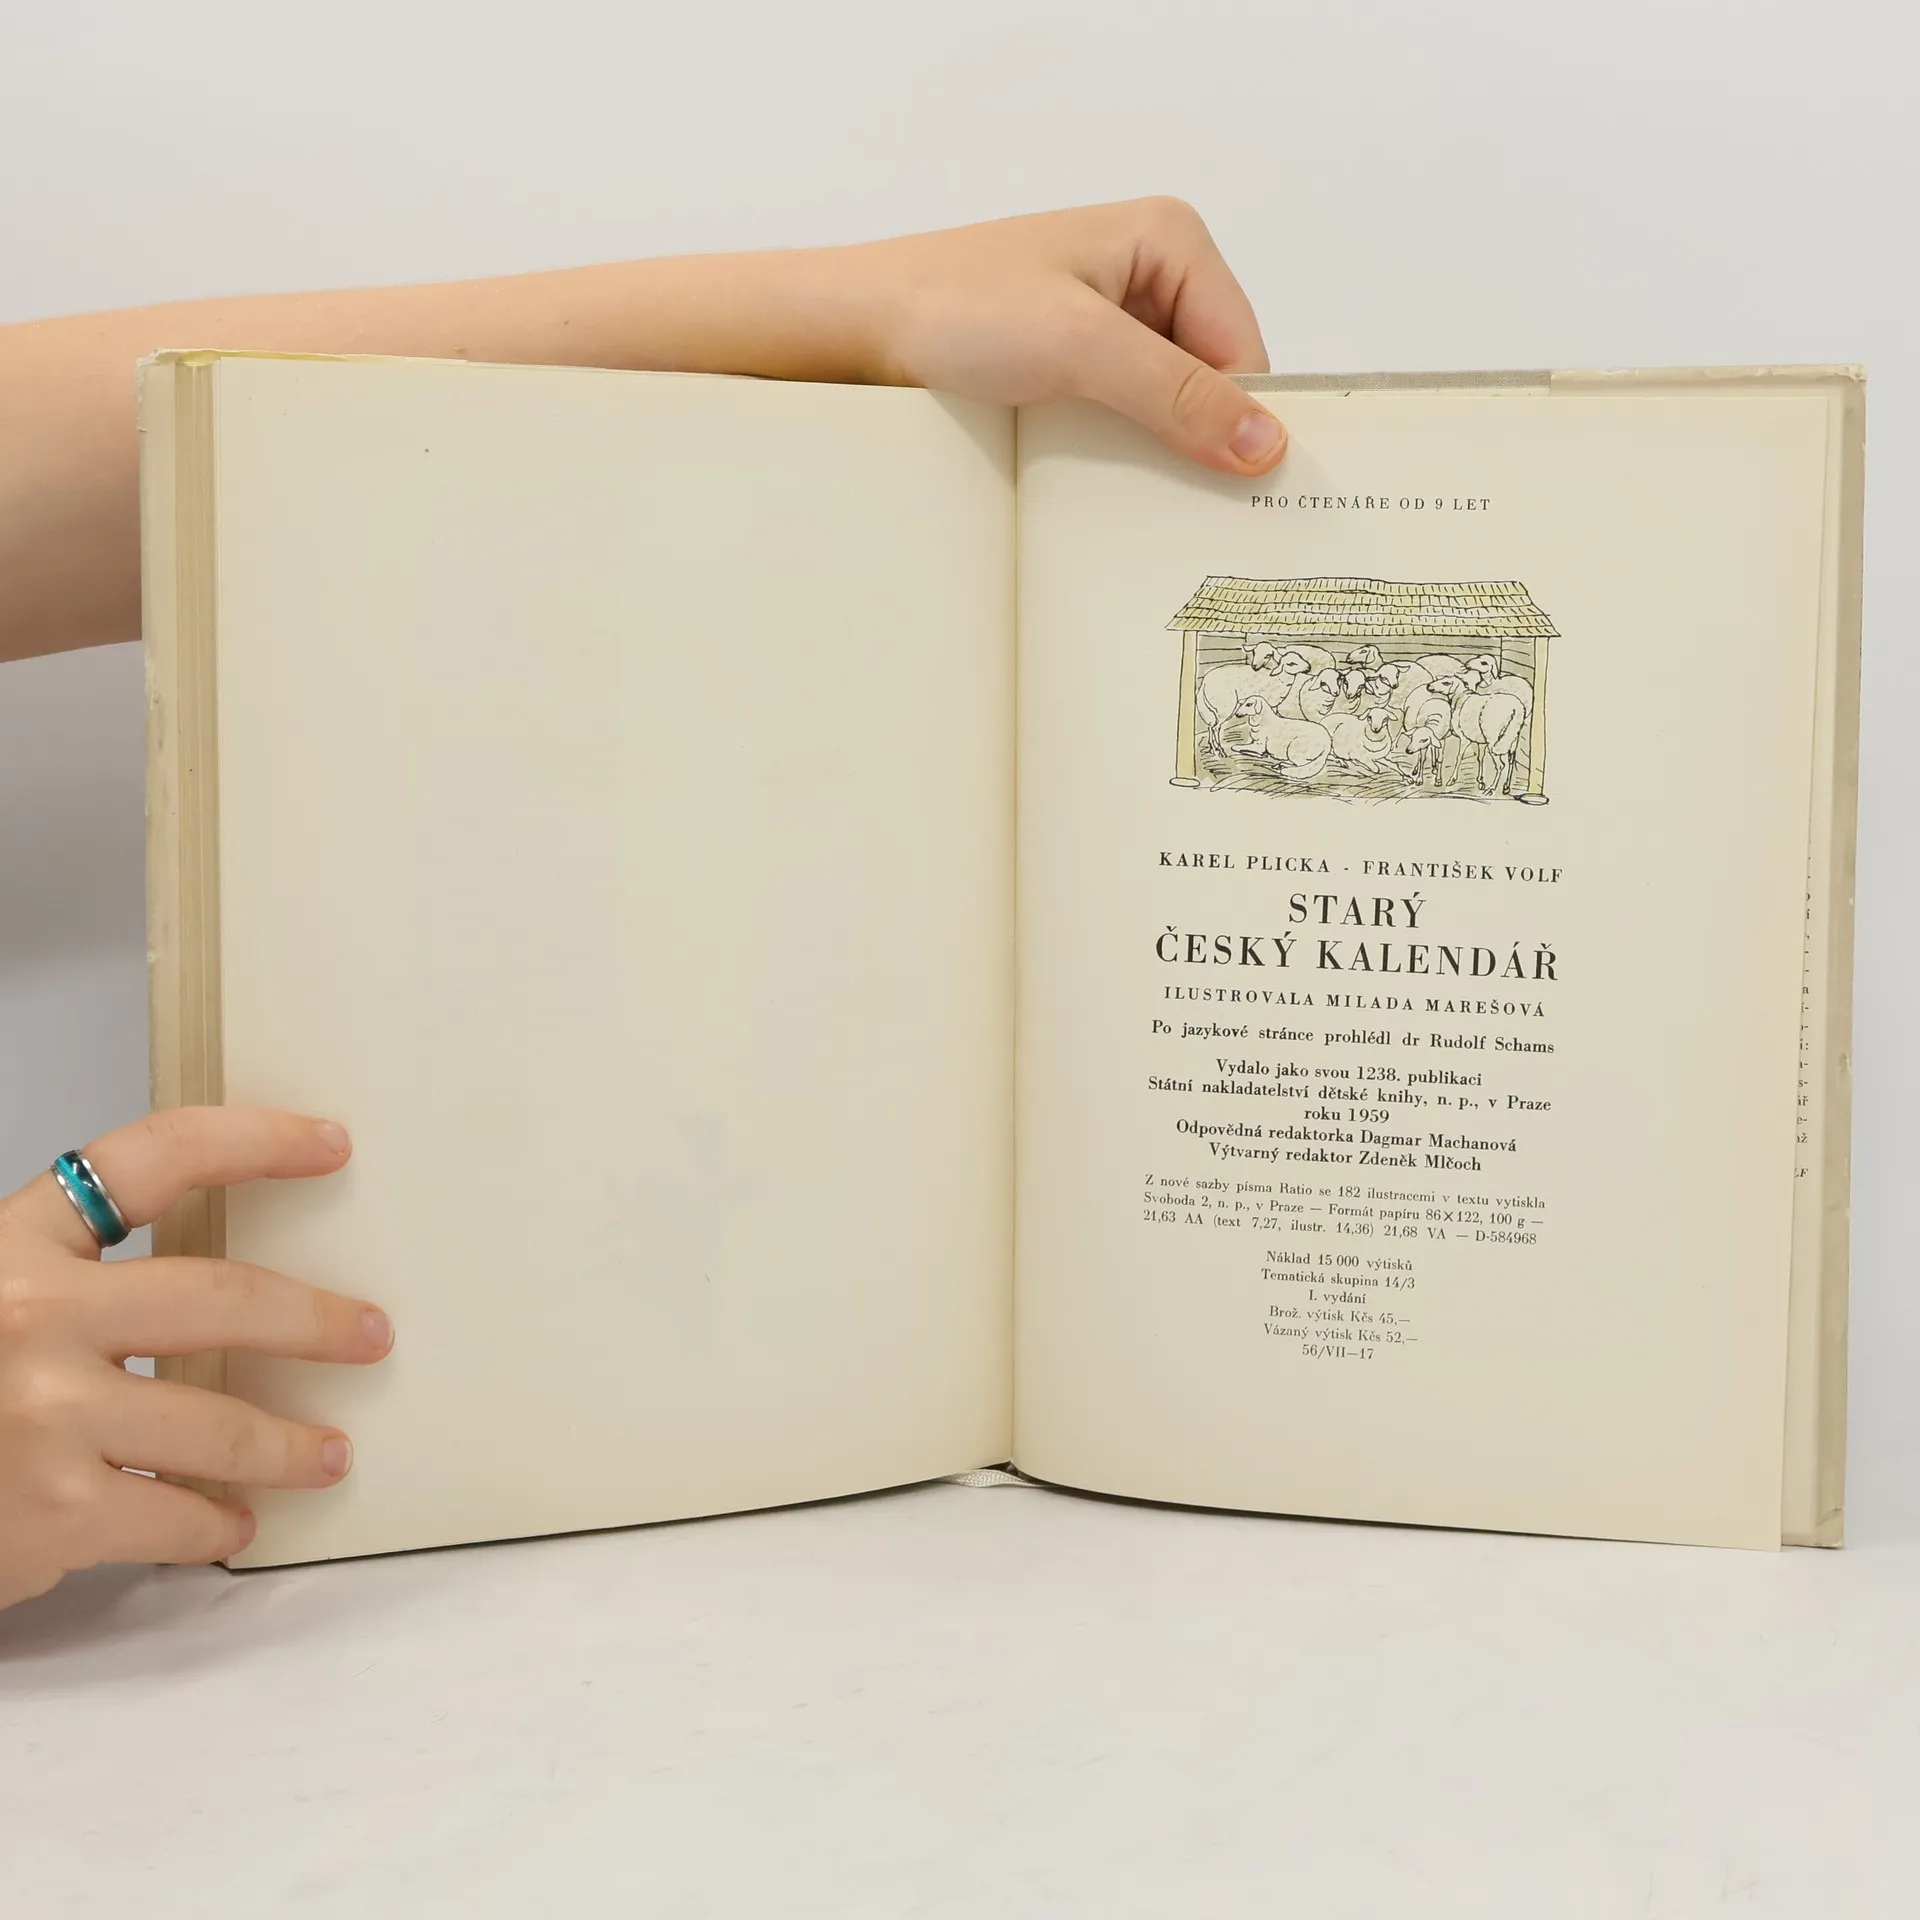 PRO ČTENÁŘE OD 9 LET
KAREL PLICKA - FRANTIŠEK VOLF
STARÝ
ČESKÝ KALENDÁŘ
ILUSTROVALA MILADA MAREŠOVÁ
Po jazykové stránce prohlédl dr Rudolf Schams
Vydalo jako svou 1238. publikaci
Státní nakladatelství dětské knihy, n. p., v Praze
roku 1959
Odpovědná redaktorka Dagmar Machanová
Výtvarný redaktor Zdeněk Mlčoch
Z nové sazby písma Ratio se 182 ilustracemi v textu vytiskla
Svoboda 2, n. p., v Praze — Formát papíru 86×122, 100 g —
21,63 AA (text 7,27, ilustr. 14,36) 21,68 VA — D-584968
Náklad 15 000 výtisků
Tematická skupina 14/3
I. vydání
Brož. výtisk Kčs 45,—
Vázaný výtisk Kčs 52,—
56/VII—17